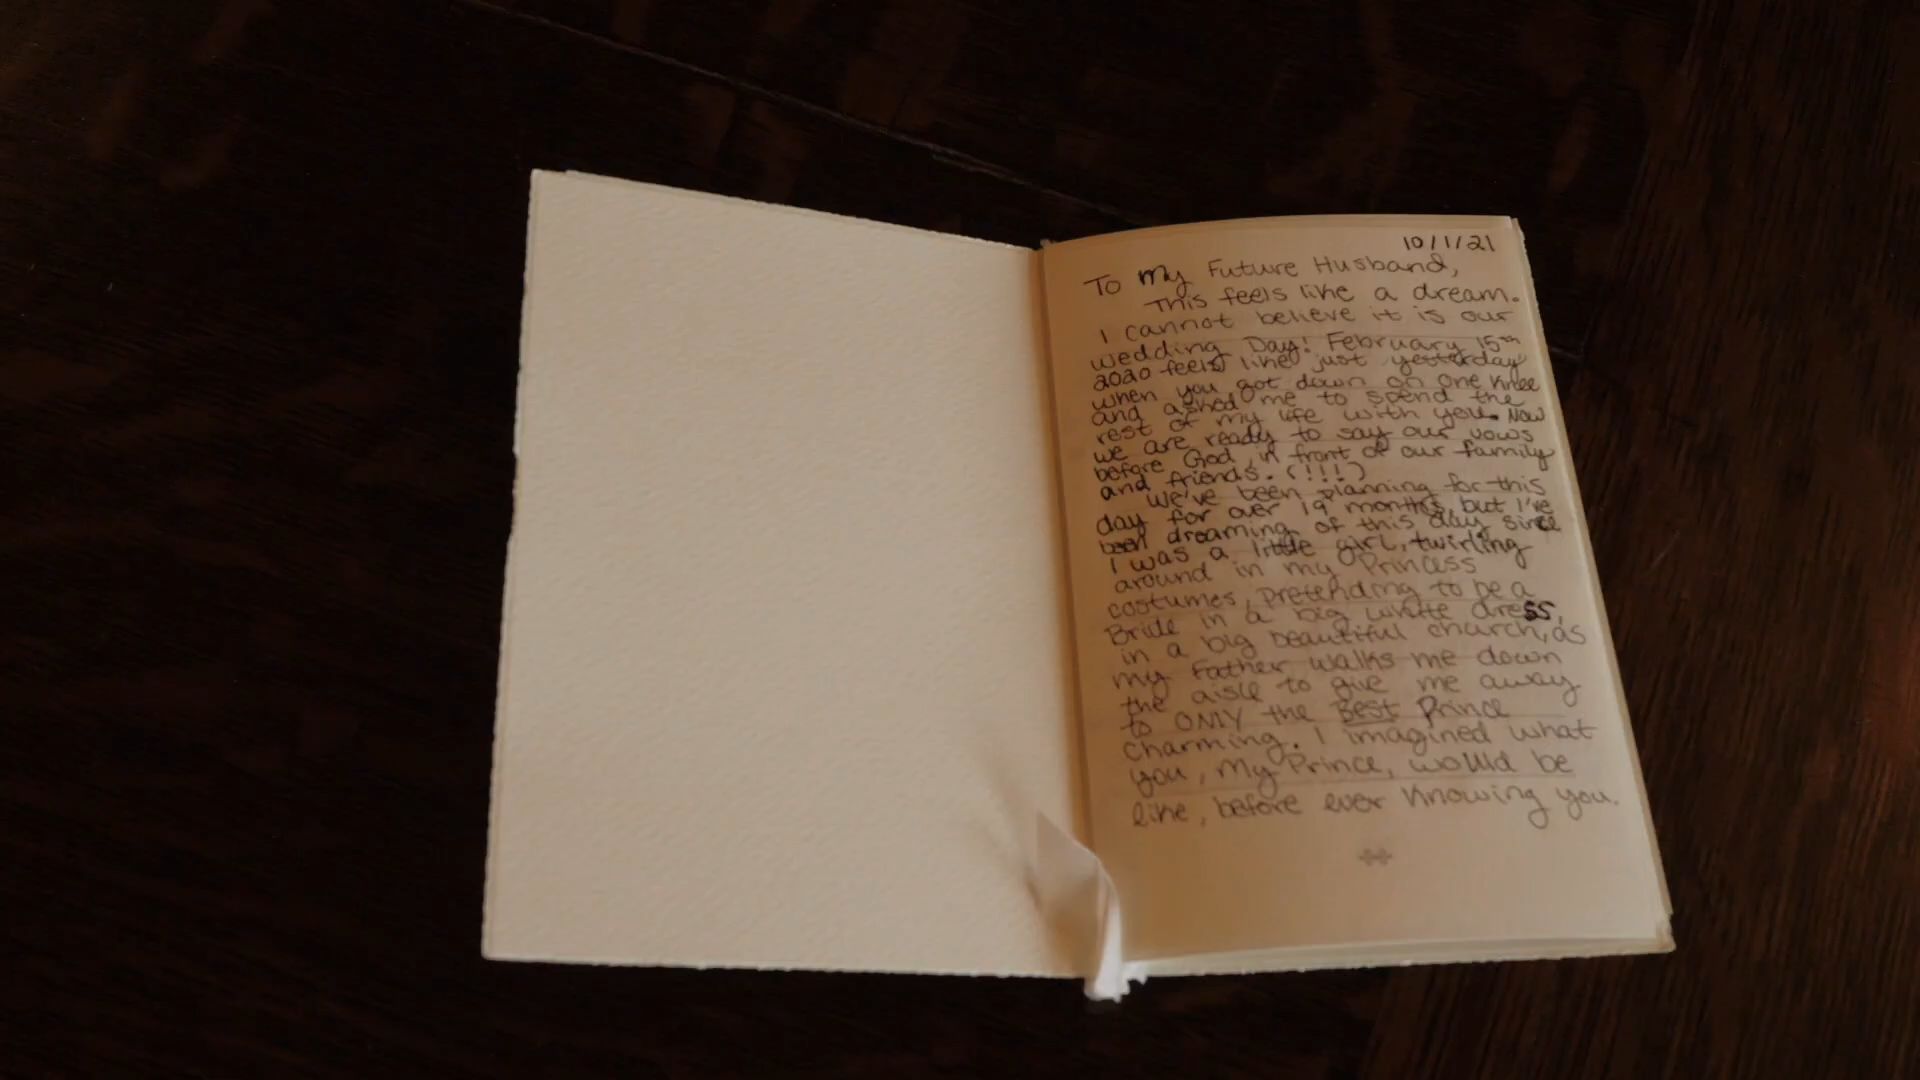 10/1/21
To my Future Husband,
This feels like a dream.
I cannot believe it is our
wedding Day! February 15th
2020 feels like just yesterday
when you got down on one knee
and asked me to spend the
rest of my life with you. Now
we are ready to say our vows
before God, in front of our family
and friends. (!!!)
We've been planning for this
day for over 19 months, but I've
been dreaming of this day since
I was a little girl, twirling
around in my Princess
costumes, pretending to be a
Bride in a big white dress,
in a big beautiful church, as
my Father walks me down
the aisle to give me away
to ONLY the Best Prince
Charming. I imagined what
you, my Prince, would be
like, before ever knowing you.